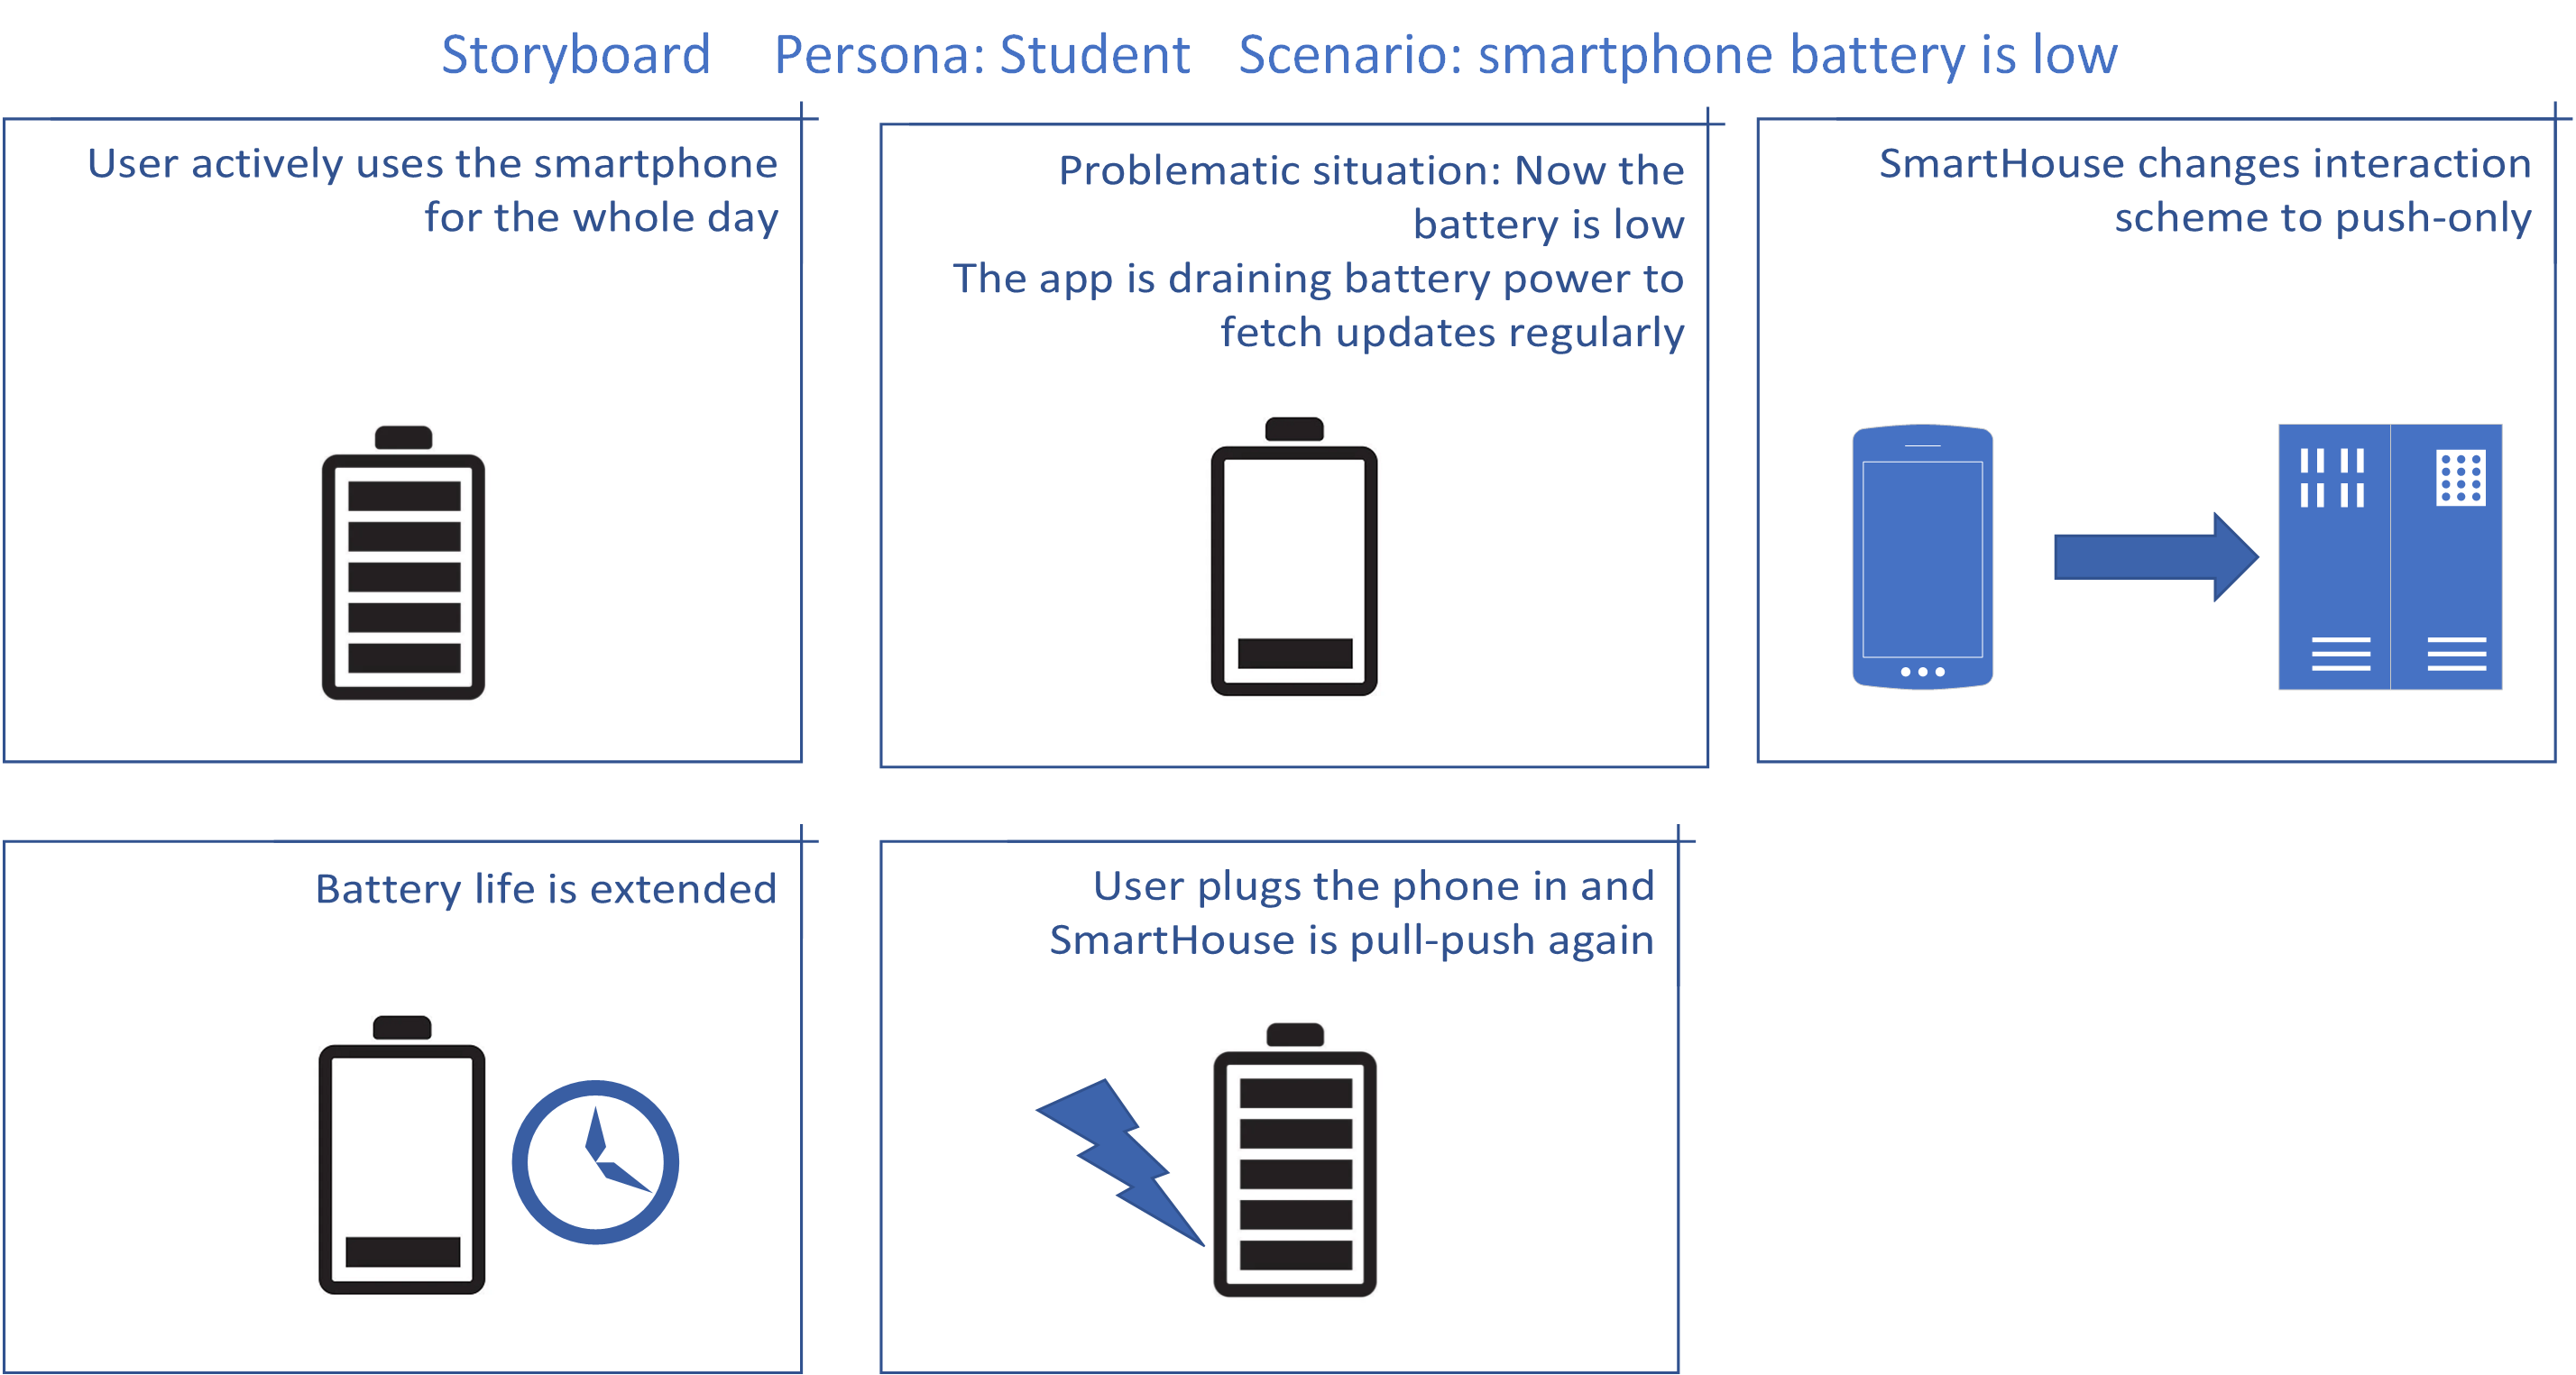 Storyboard Persona: Student Scenario: smartphone battery is low
User actively uses the smartphone
for the whole day
Problematic situation: Now the
battery is low
The app is draining battery power to
fetch updates regularly
SmartHouse changes interaction
scheme to push-only
Battery life is extended
User plugs the phone in and
SmartHouse is pull-push again